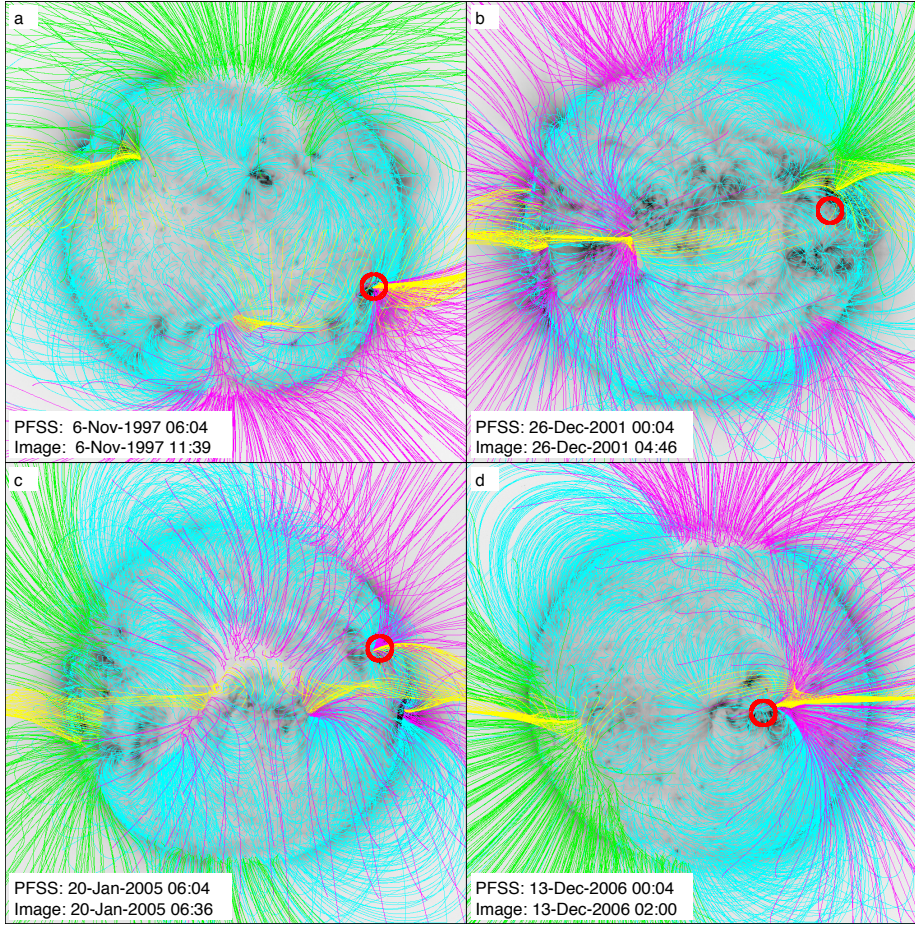 a
PFSS: 6-Nov-1997 06:04
Image: 6-Nov-1997 11:39
b
PFSS: 26-Dec-2001 00:04
Image: 26-Dec-2001 04:46
c
PFSS: 20-Jan-2005 06:04
Image: 20-Jan-2005 06:36
d
PFSS: 13-Dec-2006 00:04
Image: 13-Dec-2006 02:00